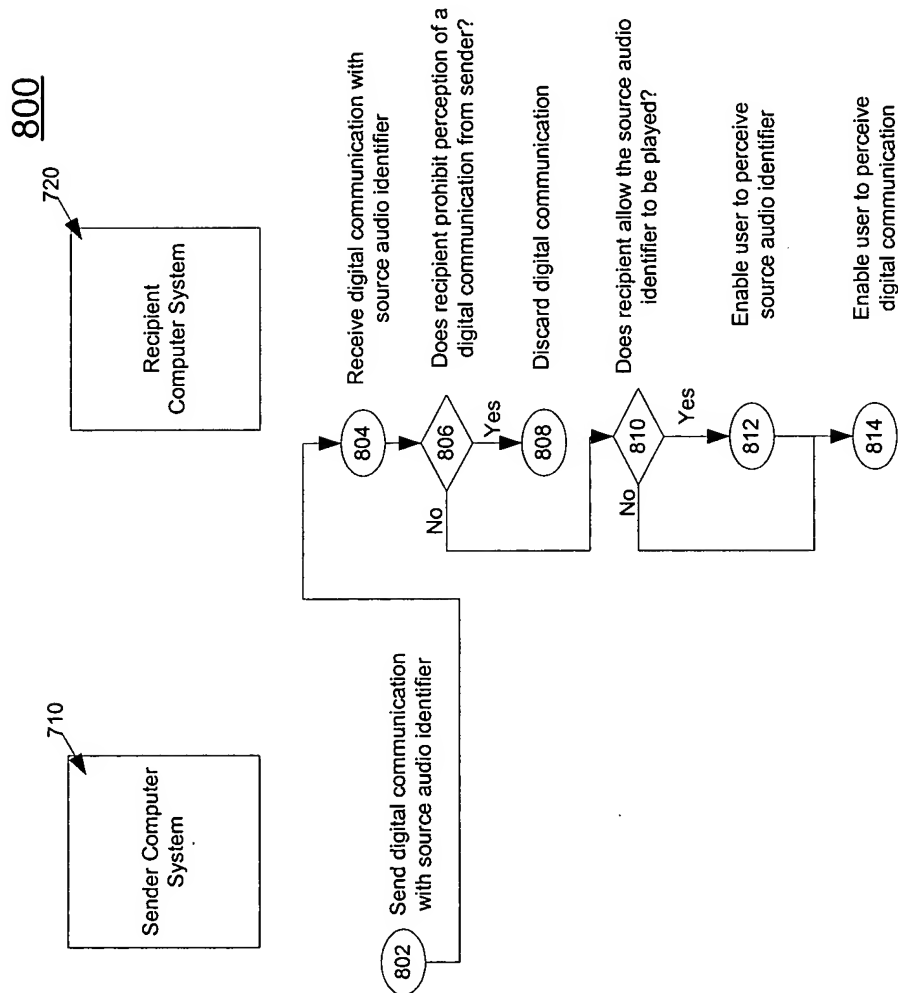 800
710
Sender Computer
System
720
Recipient
Computer System
802
Send digital communication
with source audio identifier
804
Receive digital communication with
source audio identifier
806
Does recipient prohibit perception of a
digital communication from sender?
No
Yes
808
Discard digital communication
810
Does recipient allow the source audio
identifier to be played?
No
Yes
812
Enable user to perceive
source audio identifier
814
Enable user to perceive
digital communication